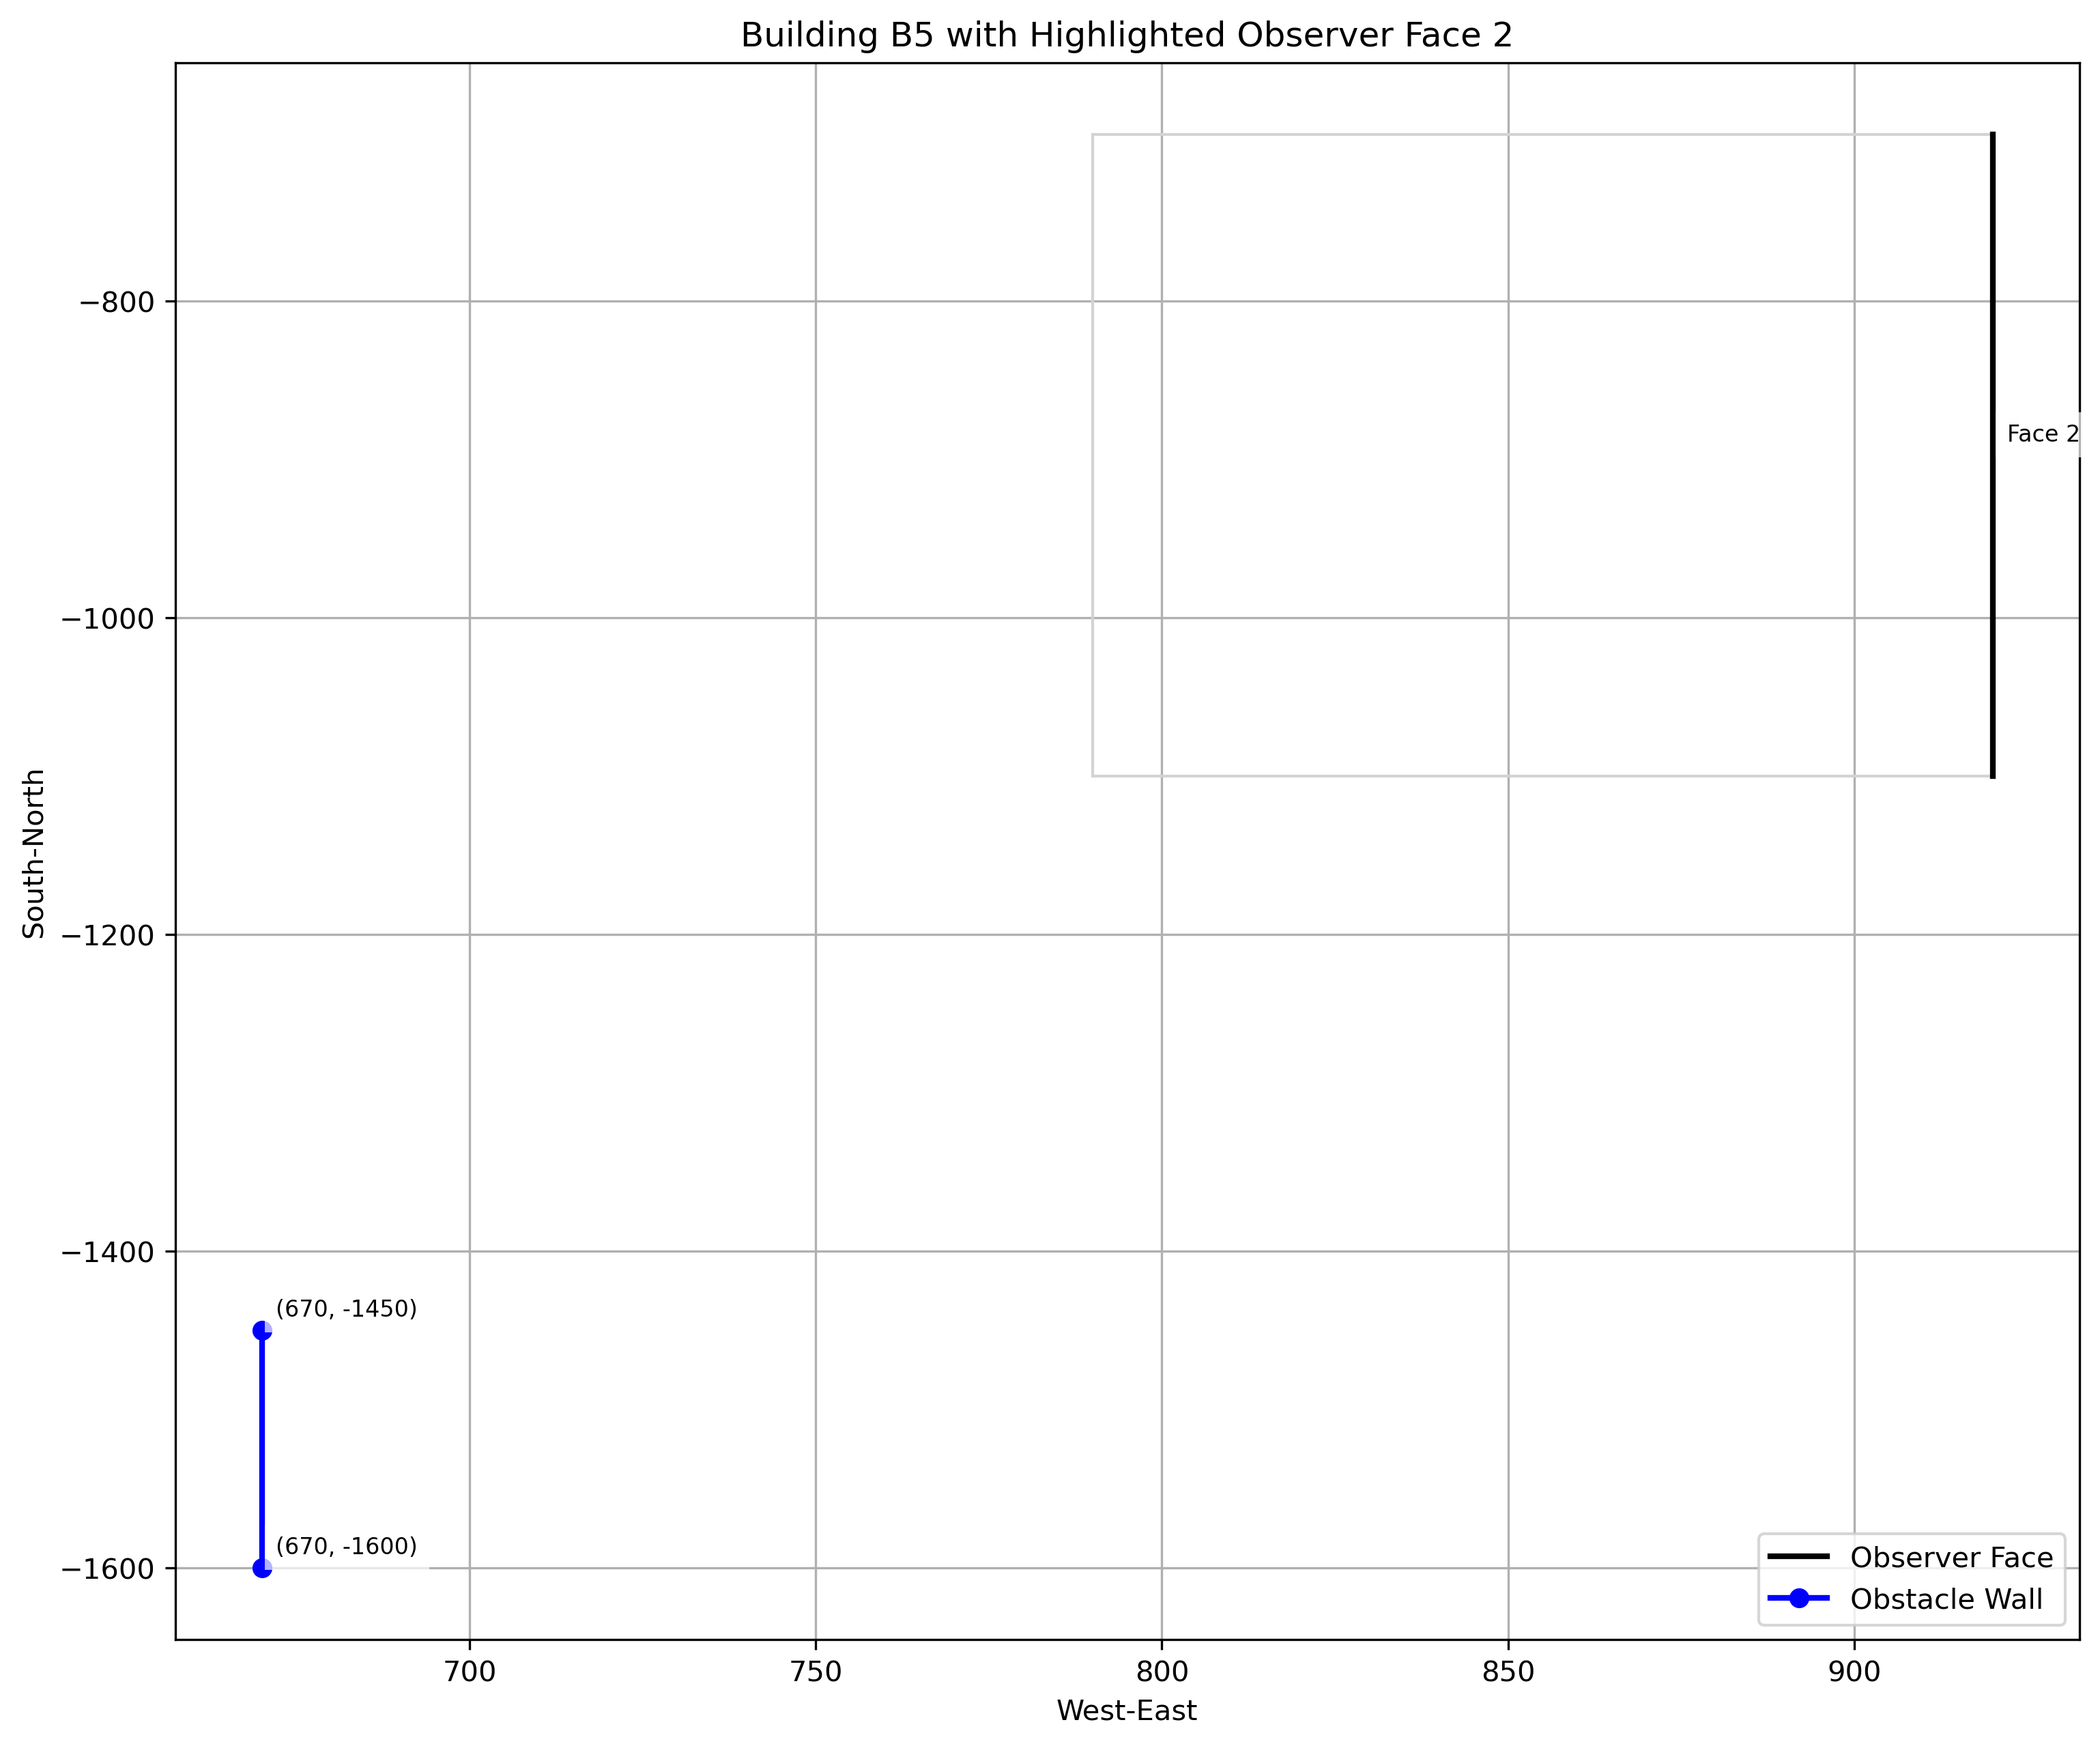 Building B5 with Highlighted Observer Face 2
−800
−1000
−1200
−1400
−1600
South-North
Face 2
(670, -1450)
(670, -1600)
Observer Face
Obstacle Wall
700
750
800
850
900
West-East